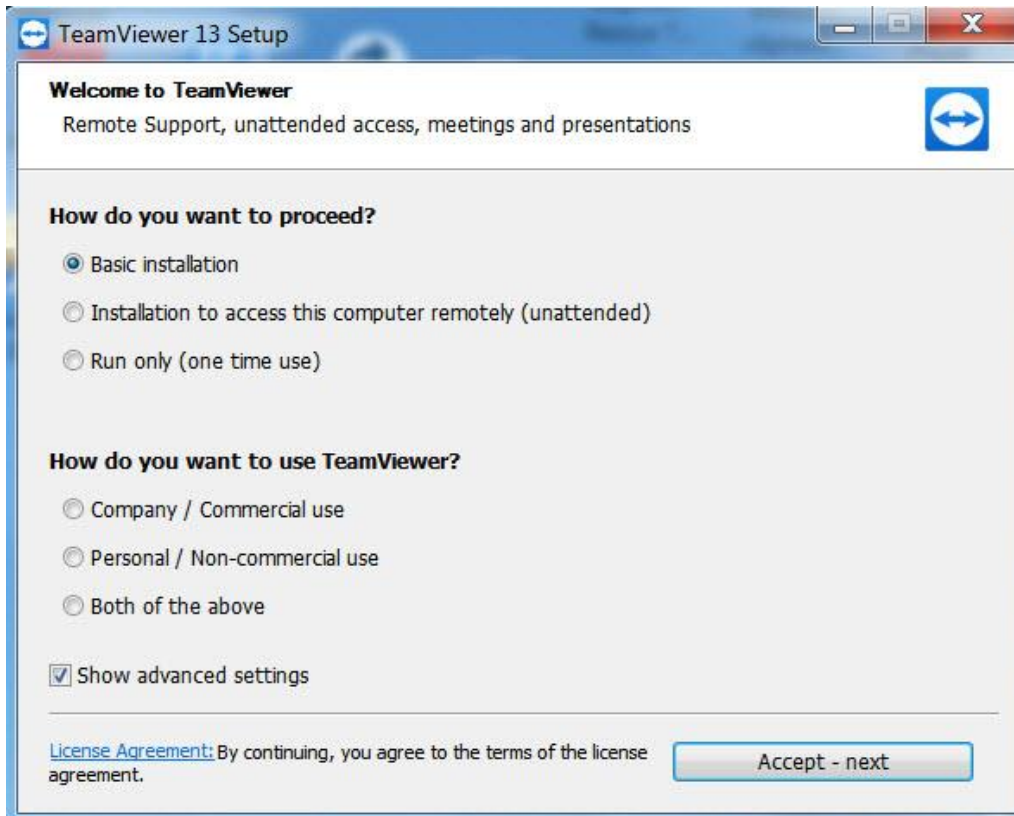 TeamViewer 13 Setup
Welcome to TeamViewer
Remote Support, unattended access, meetings and presentations
How do you want to proceed?
Basic installation
Installation to access this computer remotely (unattended)
Run only (one time use)
How do you want to use TeamViewer?
Company / Commercial use
Personal / Non-commercial use
Both of the above
Show advanced settings
License Agreement: By continuing, you agree to the terms of the license
agreement.
Accept - next